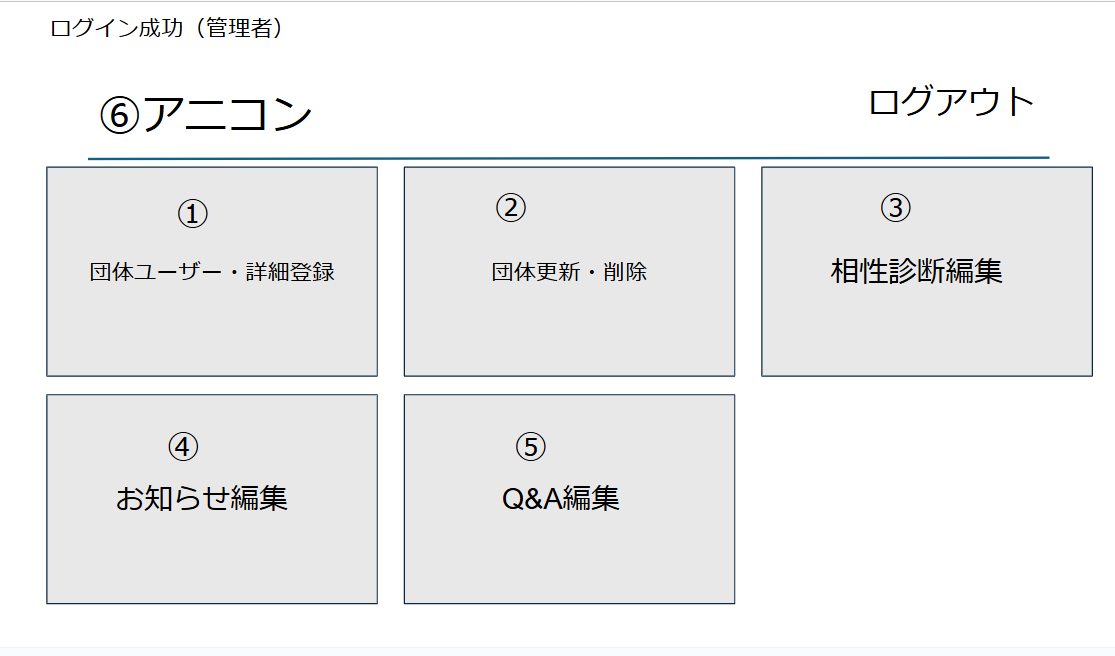 ログイン成功（管理者）
⑥アニコン
ログアウト
①
団体ユーザー・詳細登録
②
団体更新・削除
③
相性診断編集
④
お知らせ編集
⑤
Q&A編集